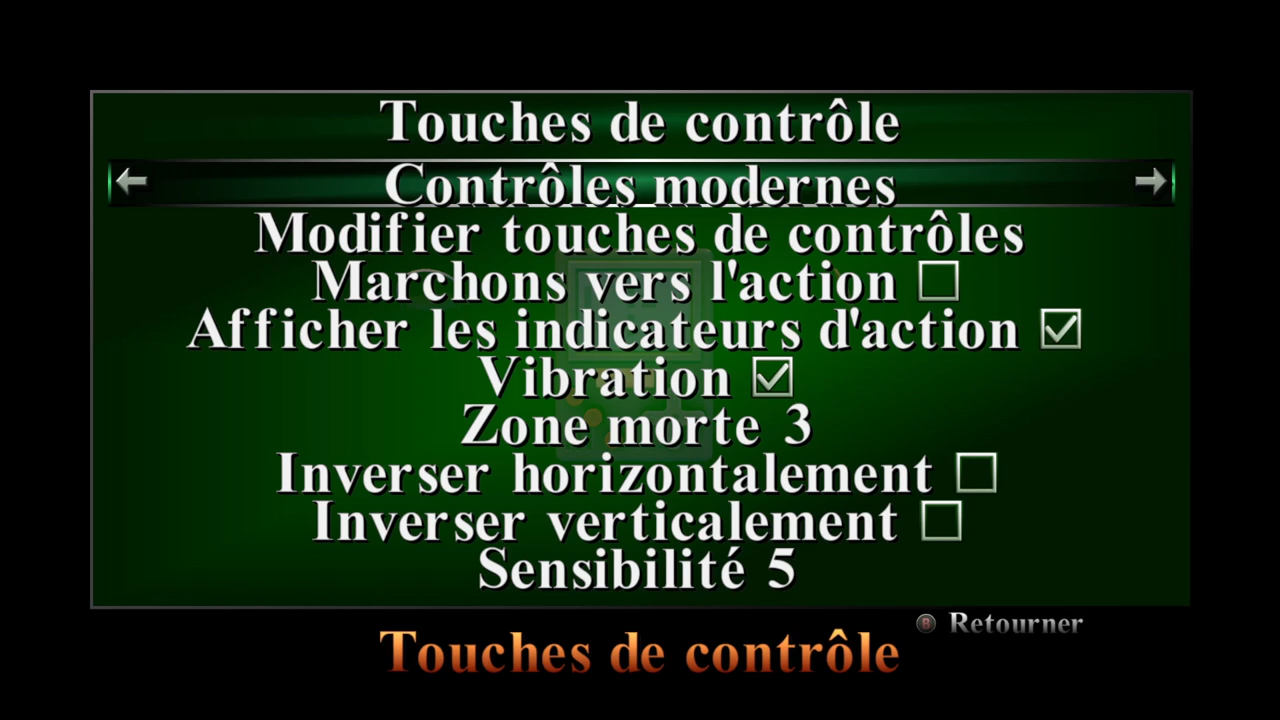 Touches de contrôle
Contrôles modernes
Modifier touches de contrôles
Marchons vers l'action
Afficher les indicateurs d'action
Vibration
Zone morte 3
Inverser horizontalement
Inverser verticalement
Sensibilité 5
B Retourner
Touches de contrôle